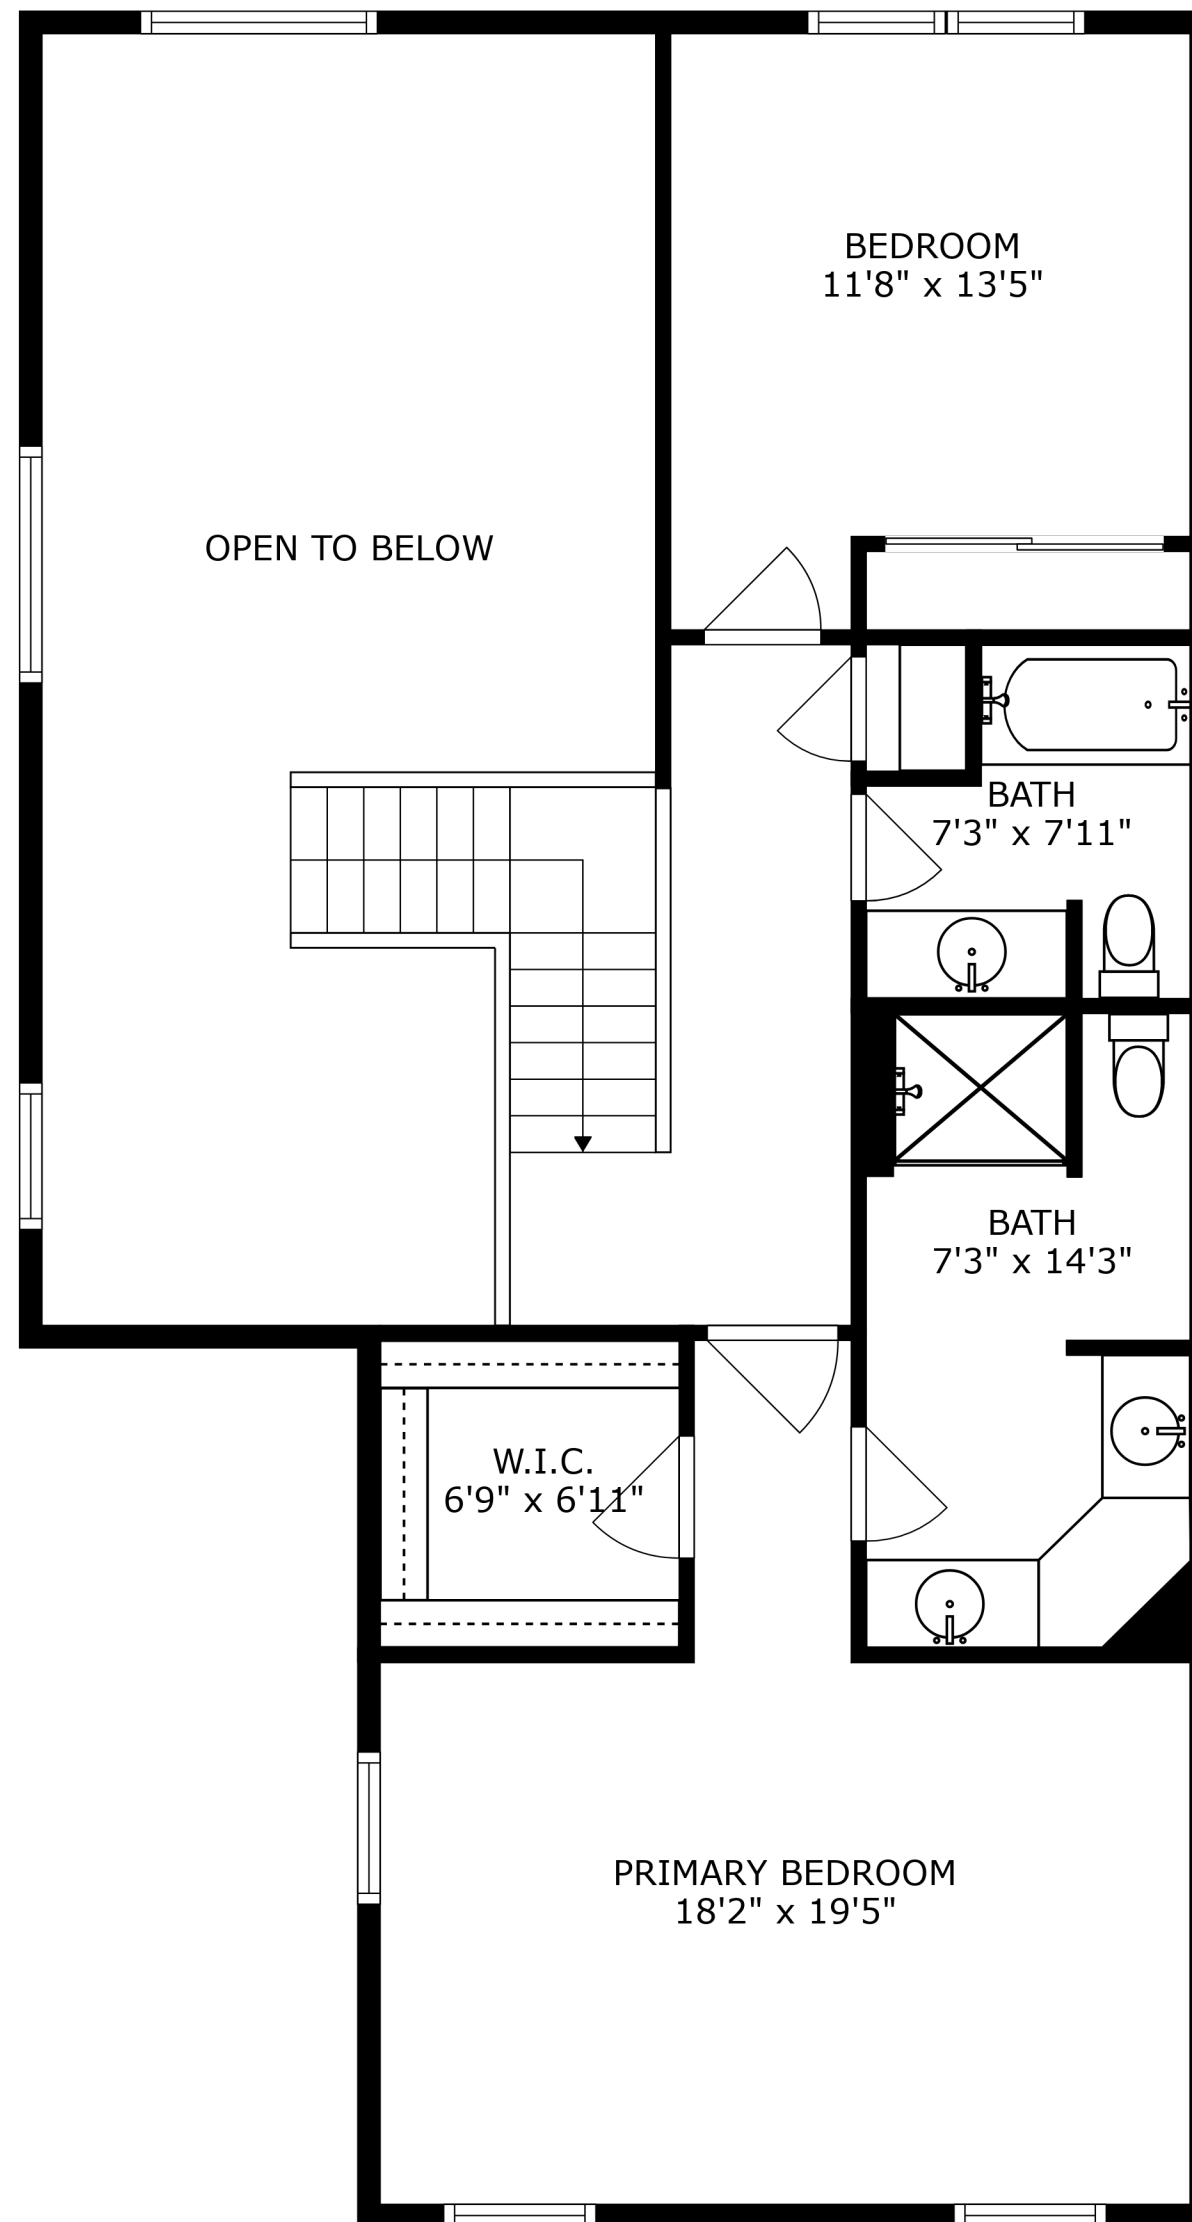 BEDROOM
11'8" x 13'5"
OPEN TO BELOW
BATH
7'3" x 7'11"
BATH
7'3" x 14'3"
W.I.C.
6'9" x 6'11"
PRIMARY BEDROOM
18'2" x 19'5"